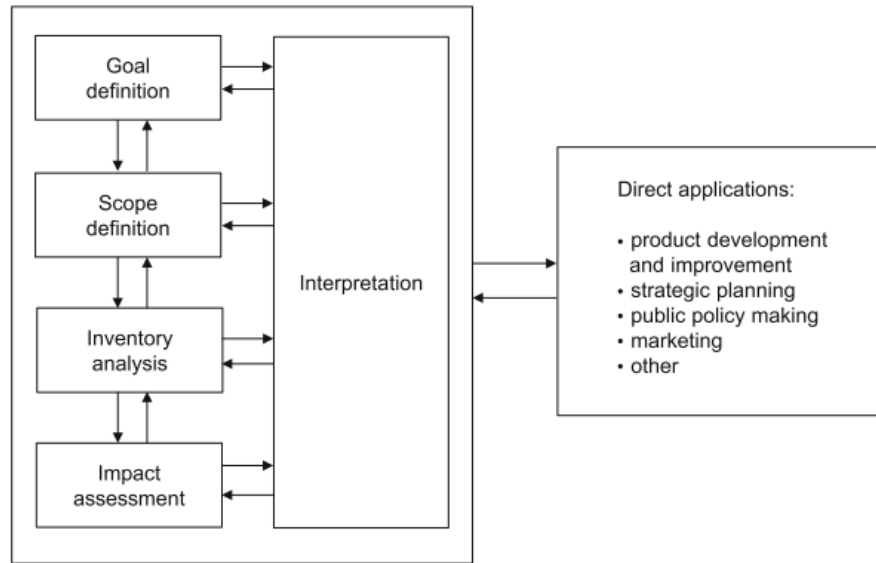 Goal
definition
Scope
definition
Inventory
analysis
Impact
assessment
Interpretation
Direct applications:
• product development
and improvement
• strategic planning
• public policy making
• marketing
• other